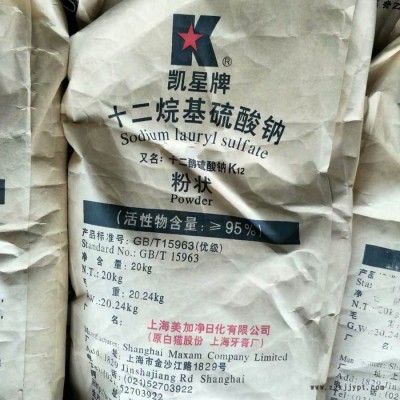 K
®
凯星牌
十二烷基硫酸钠
Sodium lauryl sulfate
又名：十二醇硫酸钠K12
粉状
Powder
(活性物含量：≥95%)
产品标准号：GB/T15963(优级)
Standard No.: GB/T 15963
净 含 量：20kg
N.T.: 20kg
毛 重：20.24kg
G.W.: 20.24kg
厂
上海美加净日化有限公司
(原白猫股份 上海牙膏厂)
Shanghai Maxam Company Limited
上海市金沙江路1829号
1829 Jinshajiang Rd Shanghai
(021)52703922
52703922